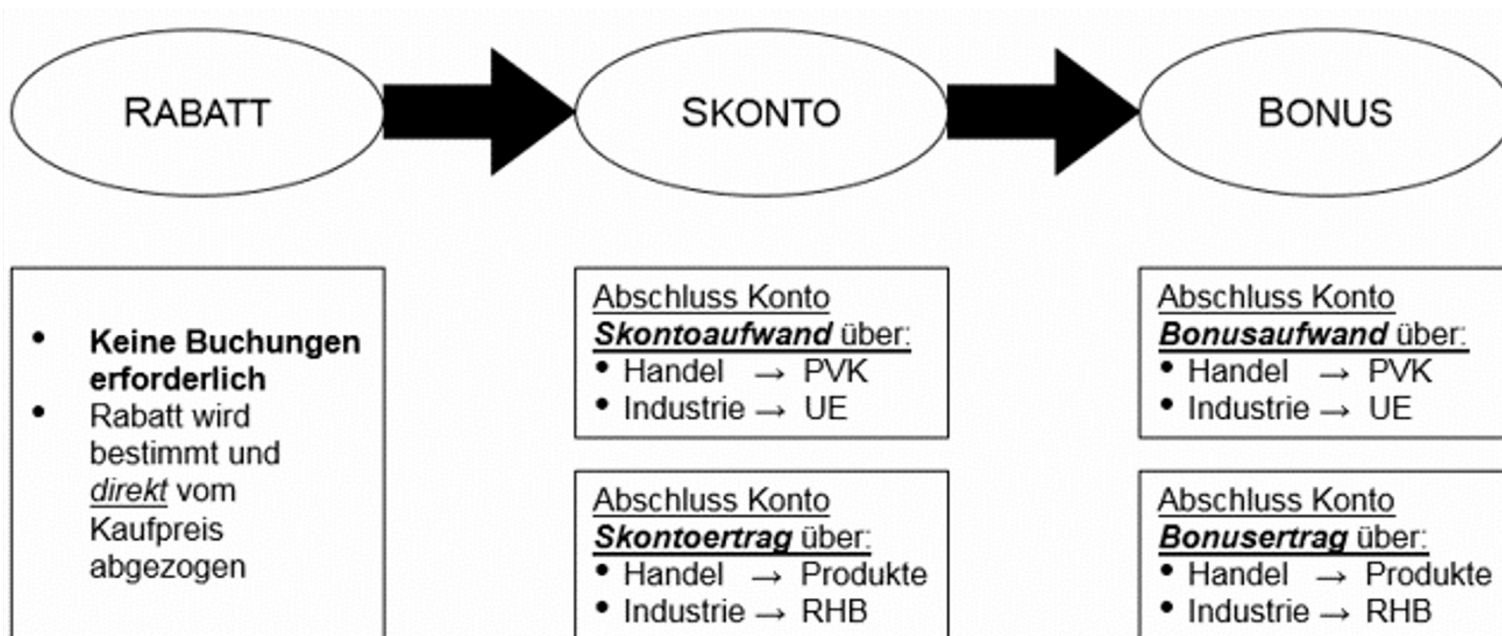 RABATT
SKONTO
BONUS
• Keine Buchungen
erforderlich
• Rabatt wird
bestimmt und
direkt vom
Kaufpreis
abgezogen
Abschluss Konto
Skontoaufwand über:
• Handel → PVK
• Industrie → UE
Abschluss Konto
Skontoertrag über:
• Handel → Produkte
• Industrie → RHB
Abschluss Konto
Bonusaufwand über:
• Handel → PVK
• Industrie → UE
Abschluss Konto
Bonusertrag über:
• Handel → Produkte
• Industrie → RHB